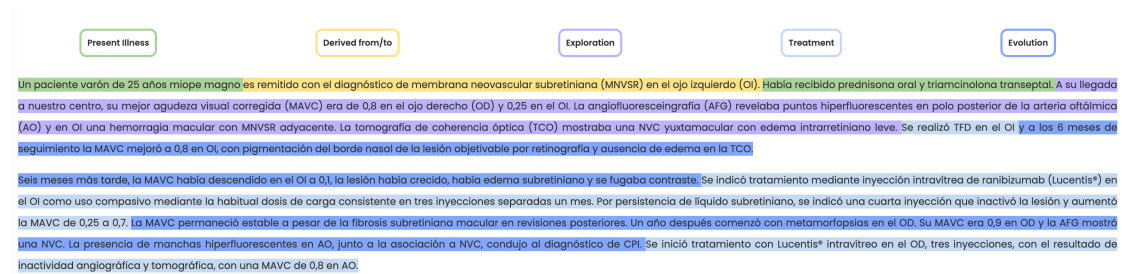 Present Illness Derived from/to Exploration Treatment Evolution
Un paciente varón de 25 años miope magno es remitido con el diagnóstico de membrana neovascular subretiniana (MNVSR) en el ojo izquierdo (OI). Había recibido prednisona oral y triamcinolona transeptal. A su llegada
a nuestro centro, su mejor agudeza visual corregida (MAVC) era de 0,8 en el ojo derecho (OD) y 0,25 en el OI. La angiofluoresceingrafía (AFG) revelaba puntos hiperfluorescentes en polo posterior de la arteria oftálmica
(AO) y en OI una hemorragia macular con MNVSR adyacente. La tomografía de coherencia óptica (TCO) mostraba una NVC yuxtamacular con edema intrarretiniano leve. Se realizó TFD en el OI y a los 6 meses de
seguimiento la MAVC mejoró a 0,8 en OI, con pigmentación del borde nasal de la lesión objetivable por retinografía y ausencia de edema en la TCO.
Seis meses más tarde, la MAVC había descendido en el OI a 0,1, la lesión había crecido, había edema subretiniano y se fugaba contraste. Se indicó tratamiento mediante inyección intravítrea de ranibizumab (Lucentis®) en
el OI como uso compasivo mediante la habitual dosis de carga consistente en tres inyecciones separadas un mes. Por persistencia de líquido subretiniano, se indicó una cuarta inyección que inactivó la lesión y aumentó
la MAVC de 0,25 a 0,7. La MAVC permaneció estable a pesar de la fibrosis subretiniana macular en revisiones posteriores. Un año después comenzó con metamorfopsias en el OD. Su MAVC era 0,9 en OD y la AFG mostró
una NVC. La presencia de manchas hiperfluorescentes en AO, junto a la asociación a NVC, condujo al diagnóstico de CPI. Se inició tratamiento con Lucentis® intravítreo en el OD, tres inyecciones, con el resultado de
inactividad angiográfica y tomográfica, con una MAVC de 0,8 en AO.